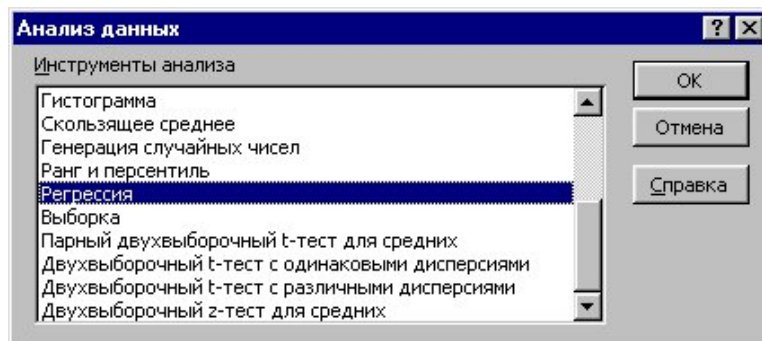 Анализ данных
Инструменты анализа
Гистограмма
Скользящее среднее
Генерация случайных чисел
Ранг и персентиль
Регрессия
Выборка
Парный двухвыборочный t-тест для средних
Двухвыборочный t-тест с одинаковыми дисперсиями
Двухвыборочный t-тест с различными дисперсиями
Двухвыборочный z-тест для средних
OK
Отмена
Справка